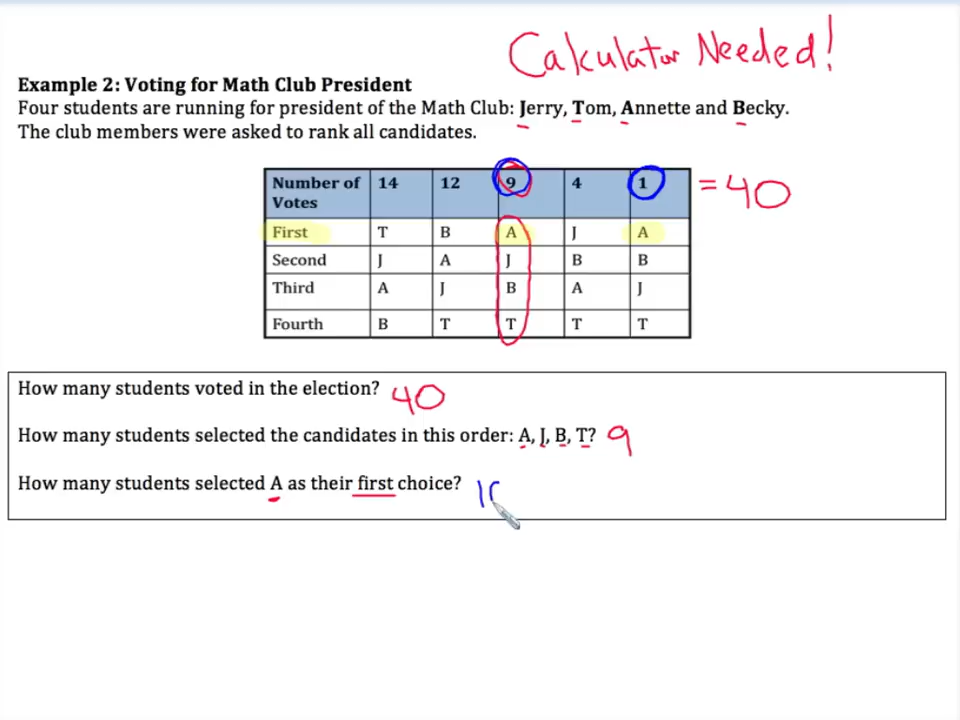 Calculator Needed!
Example 2: Voting for Math Club President
Four students are running for president of the Math Club: Jerry, Tom, Annette and Becky.
The club members were asked to rank all candidates.
Number of Votes 14 12 9 4 1 = 40
First T B A J A
Second J A J B B
Third A J B A J
Fourth B T T T T
How many students voted in the election? 40
How many students selected the candidates in this order: A, J, B, T? 9
How many students selected A as their first choice? 10